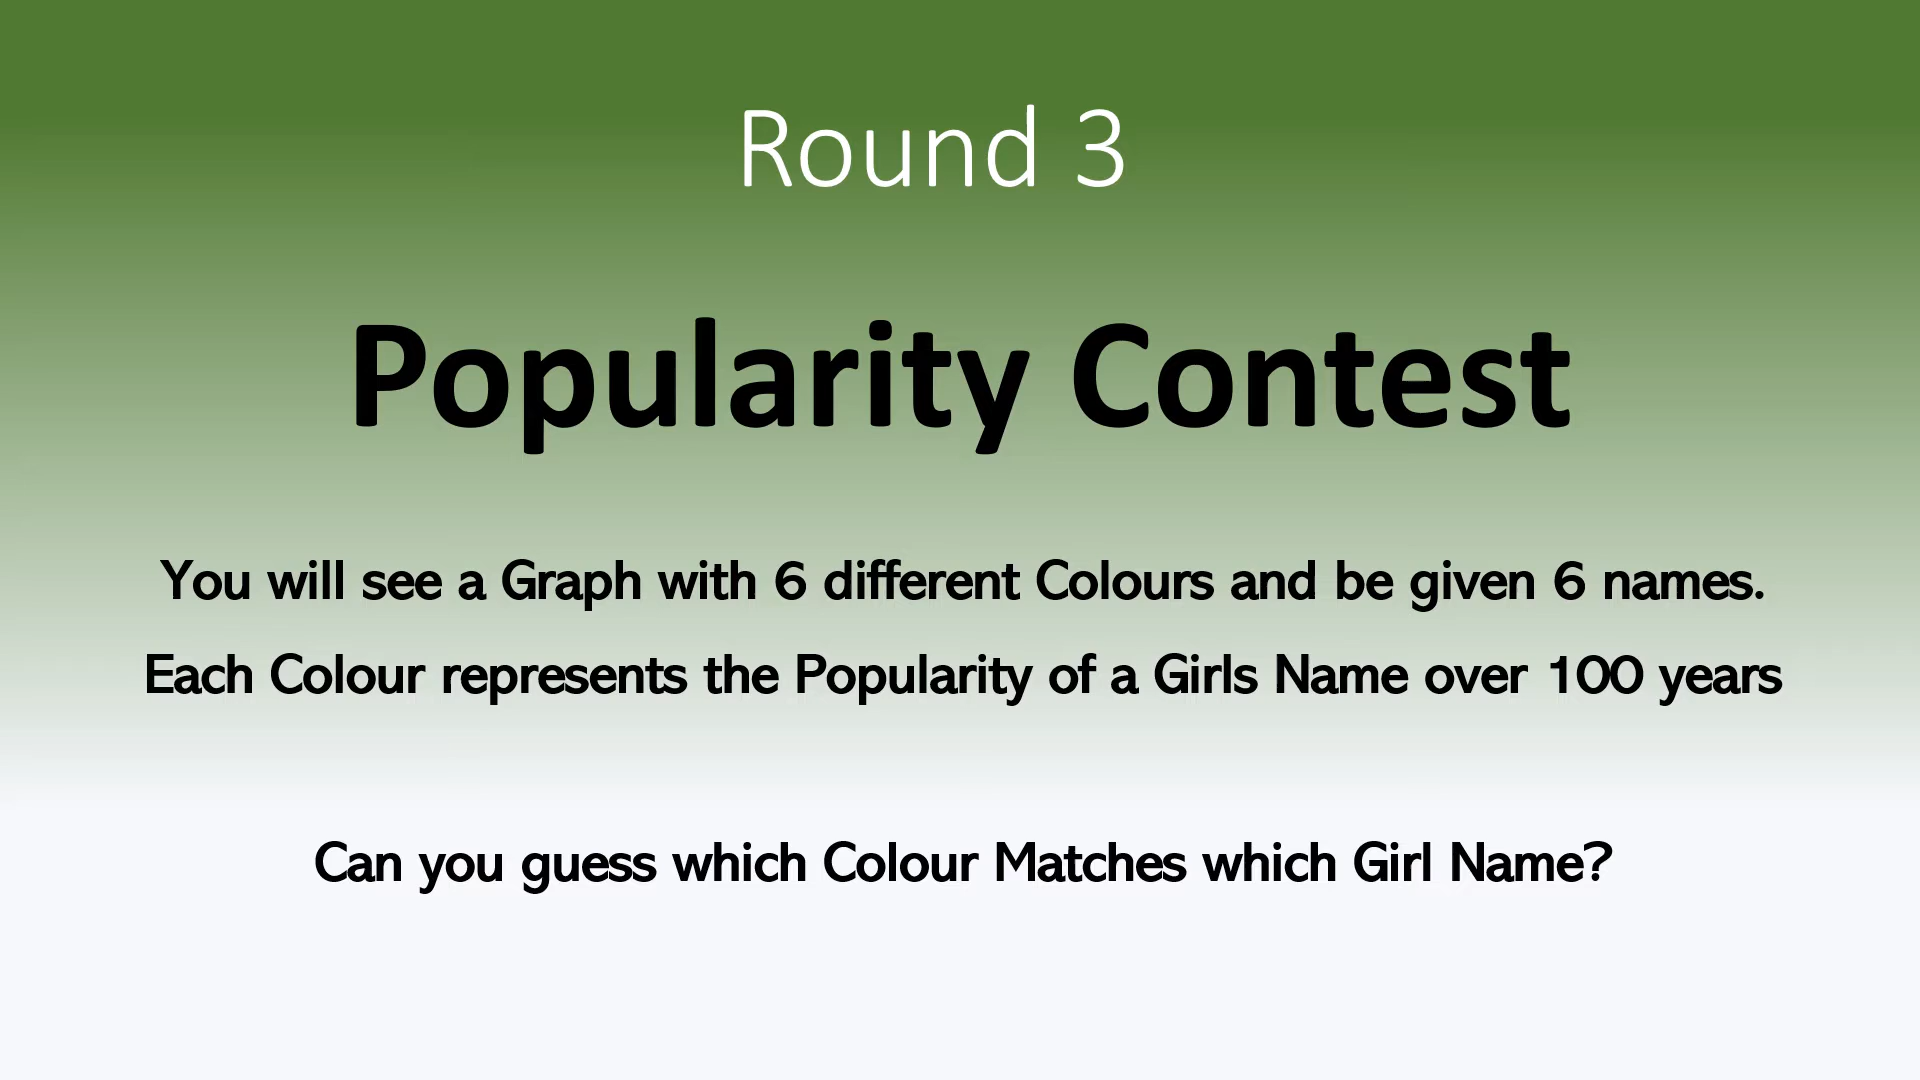 Round 3
Popularity Contest
You will see a Graph with 6 different Colours and be given 6 names.
Each Colour represents the Popularity of a Girls Name over 100 years
Can you guess which Colour Matches which Girl Name?